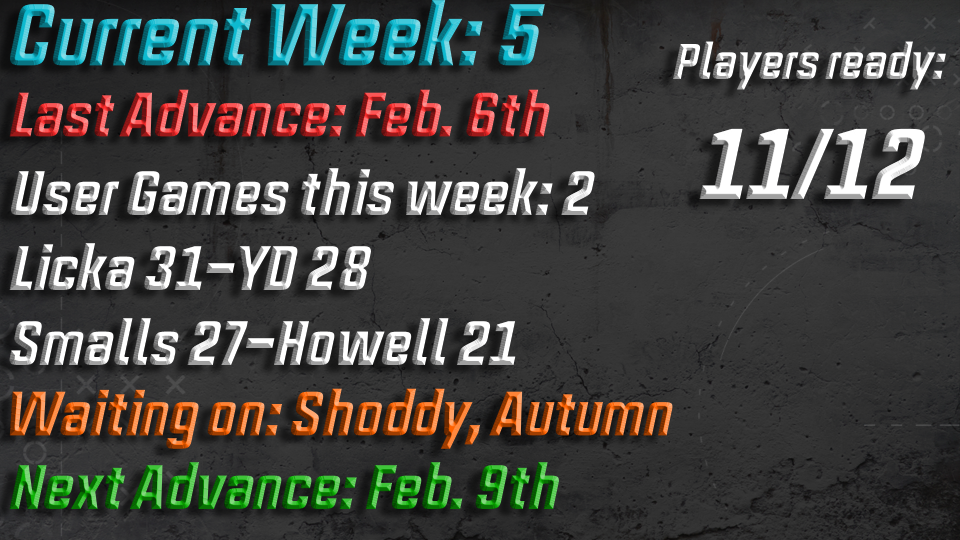 Current Week: 5
Last Advance: Feb. 6th
User Games this week: 2
Licka 31-YD 28
Smalls 27-Howell 21
Waiting on: Shoddy, Autumn
Next Advance: Feb. 9th
Players ready:
11/12